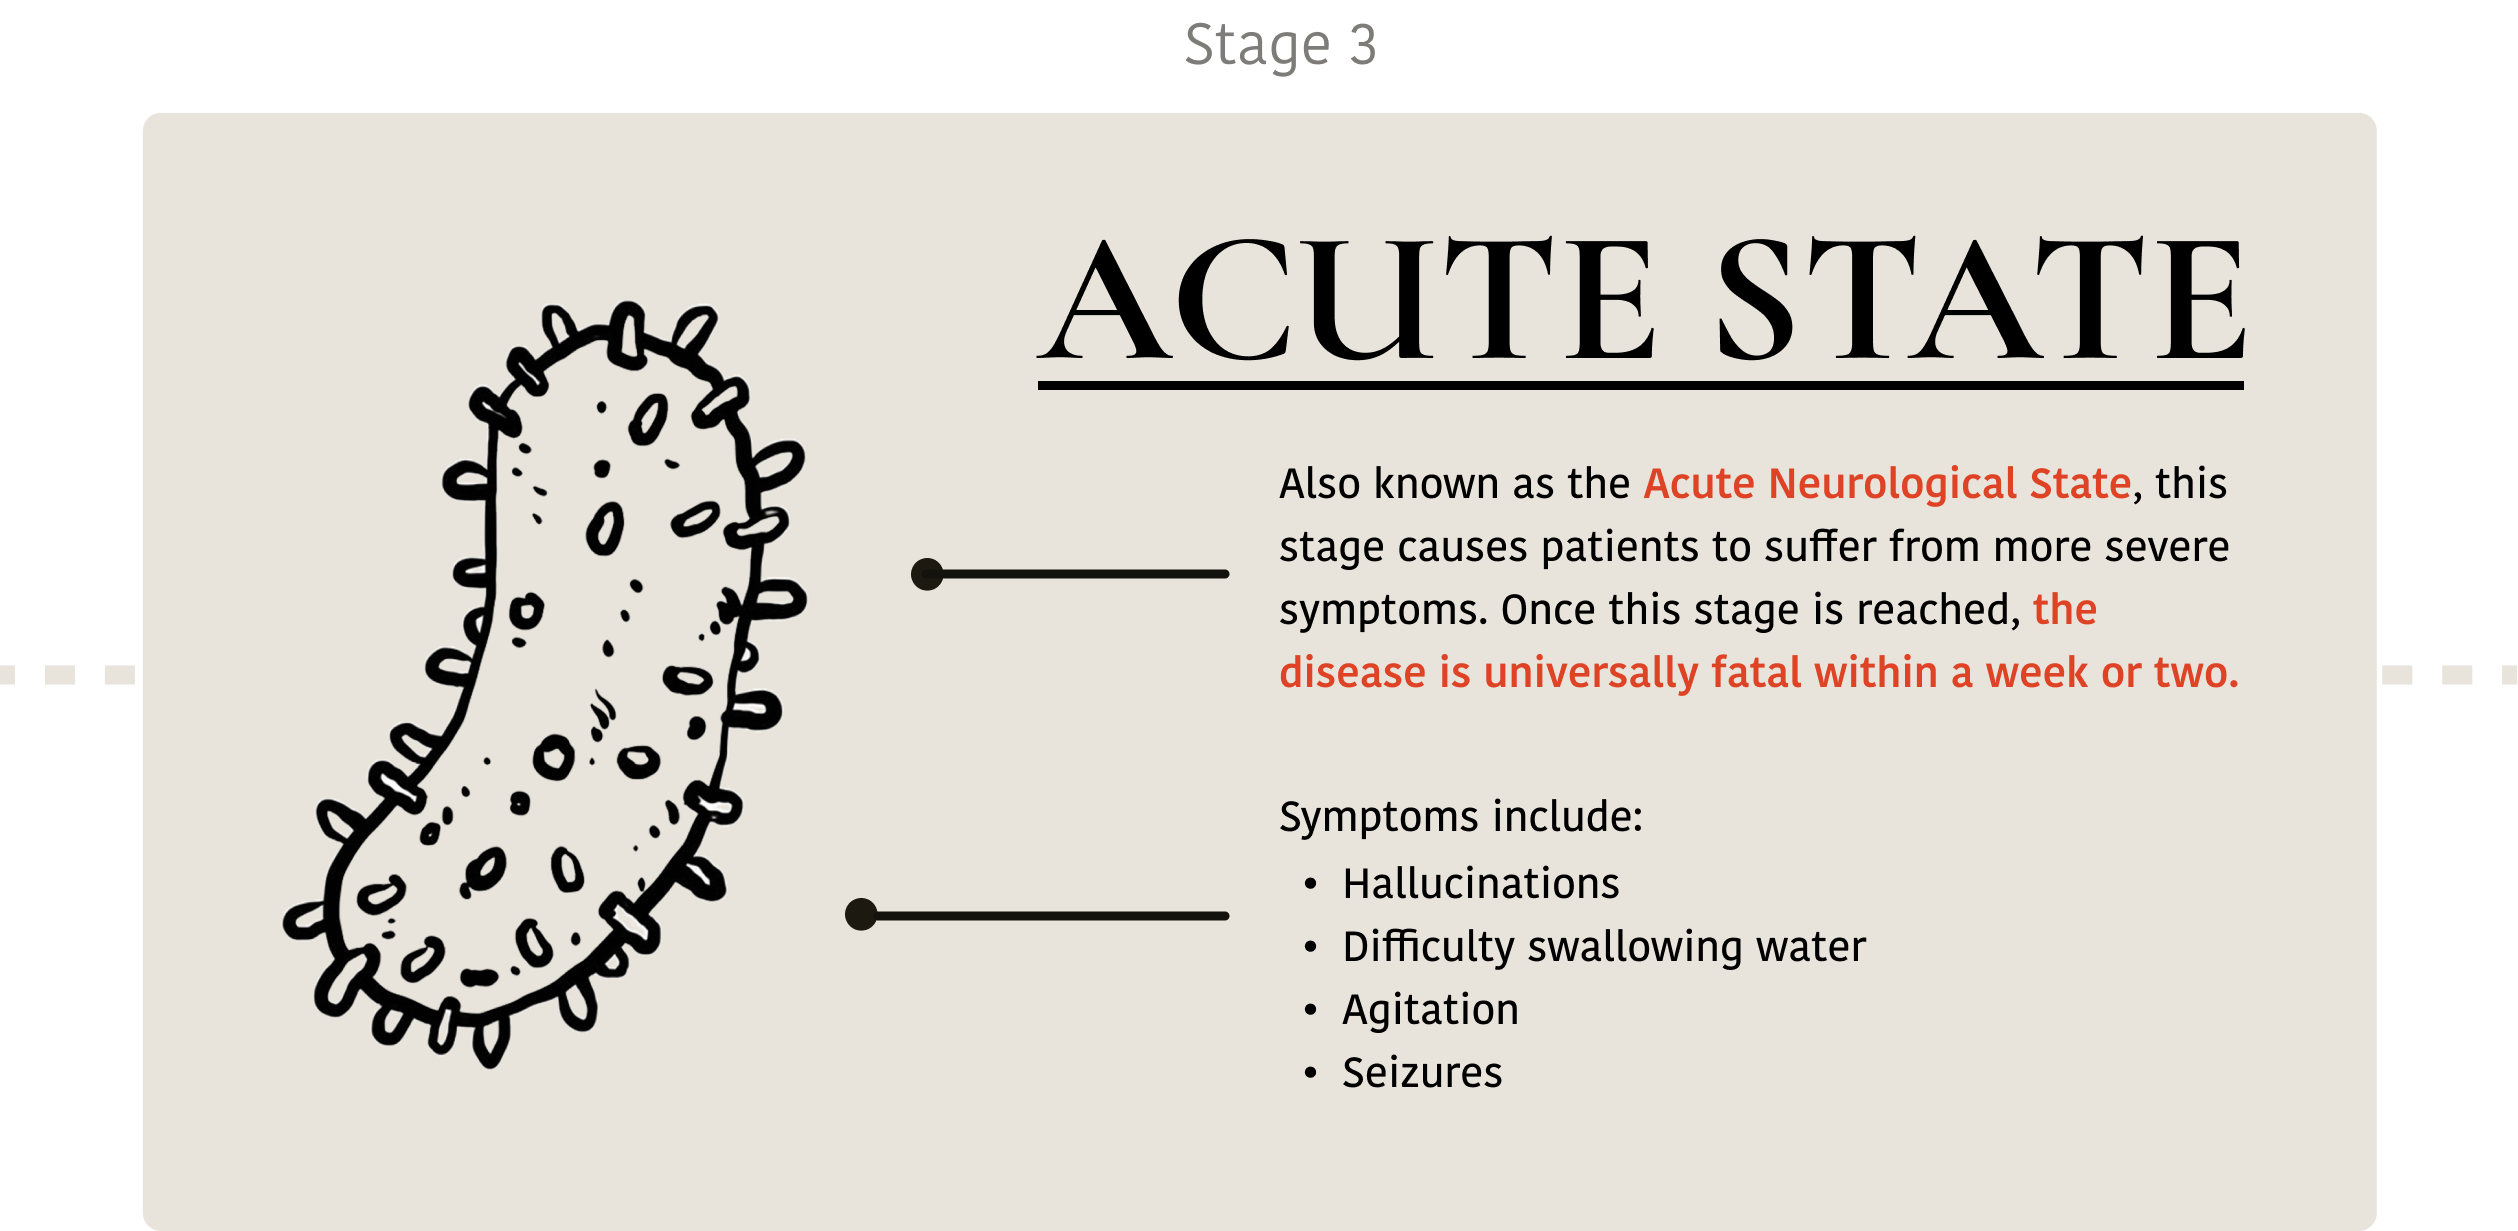 Stage 3
ACUTE STATE
Also known as the Acute Neurological State, this
stage causes patients to suffer from more severe
symptoms. Once this stage is reached, the
disease is universally fatal within a week or two.
Symptoms include:
• Hallucinations
• Difficulty swallowing water
• Agitation
• Seizures